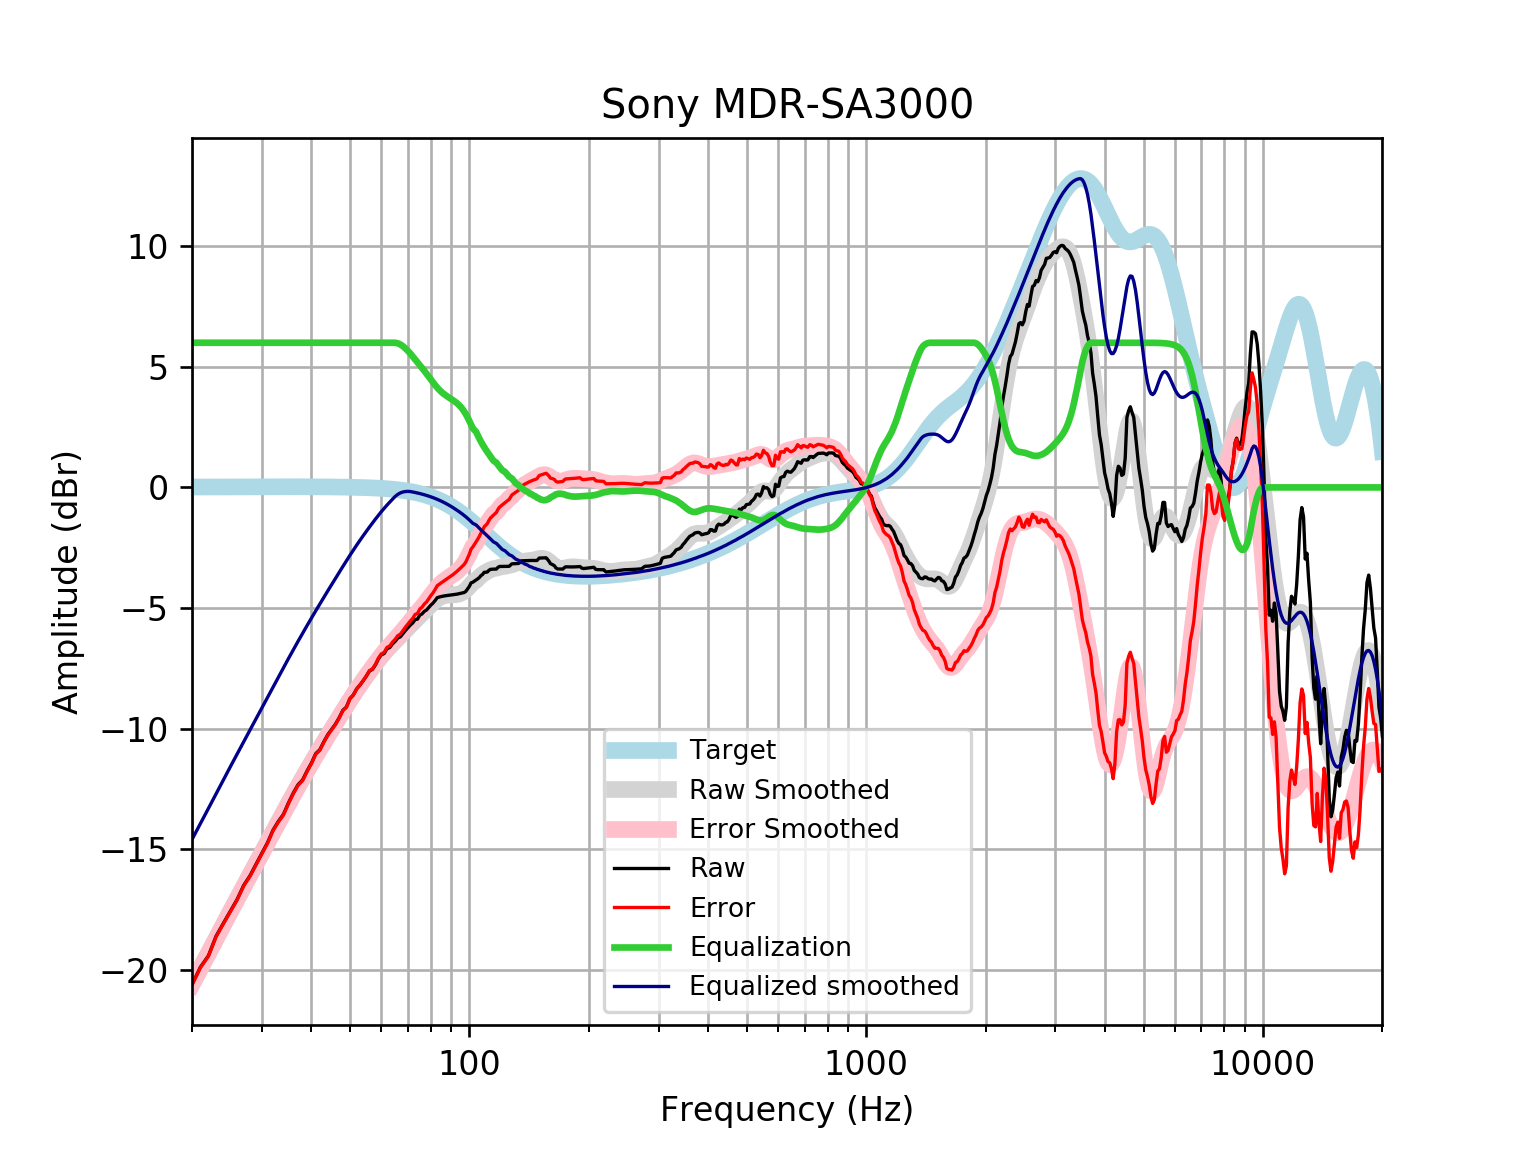 Sony MDR-SA3000
Amplitude (dBr)
10
5
0
−5
−10
−15
−20
Target
Raw Smoothed
Error Smoothed
Raw
Error
Equalization
Equalized smoothed
100
1000
10000
Frequency (Hz)